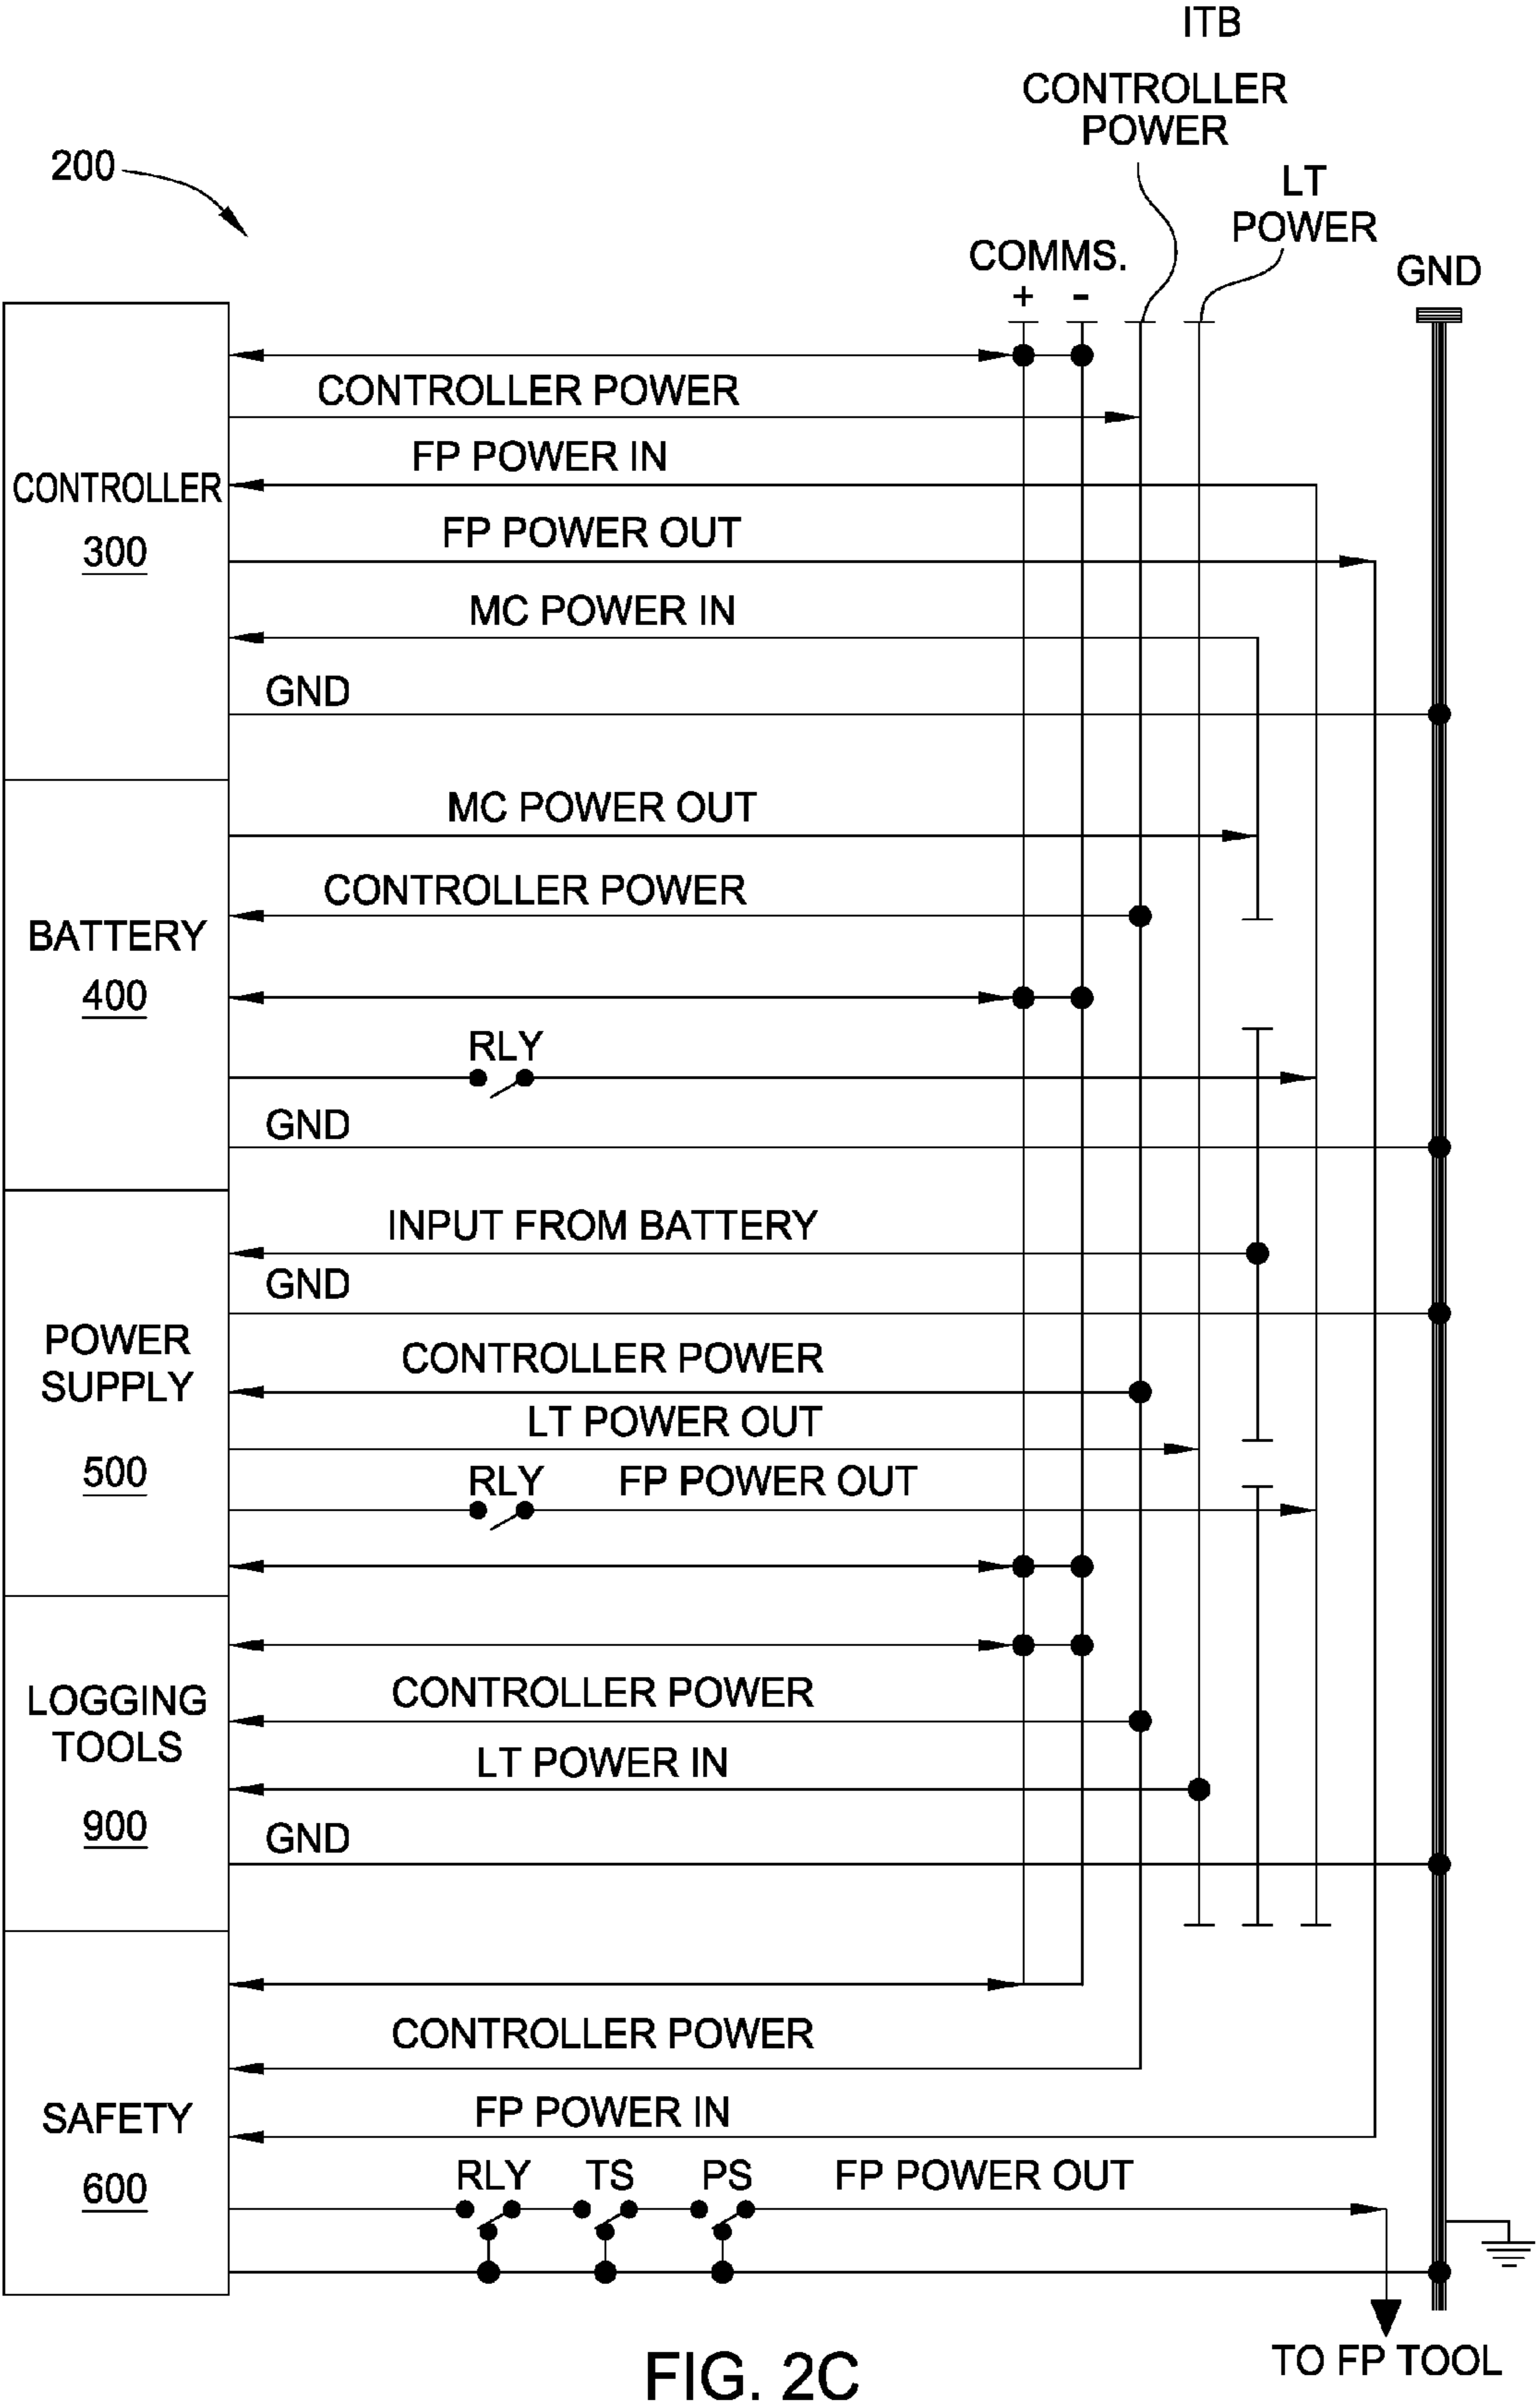 ITB
CONTROLLER
POWER
200
LT
POWER
COMMS.
GND
+ -
CONTROLLER POWER
FP POWER IN
CONTROLLER
300
FP POWER OUT
MC POWER IN
GND
MC POWER OUT
CONTROLLER POWER
BATTERY
400
RLY
GND
INPUT FROM BATTERY
GND
POWER
SUPPLY
500
CONTROLLER POWER
LT POWER OUT
RLY FP POWER OUT
LOGGING
TOOLS
900
CONTROLLER POWER
LT POWER IN
GND
CONTROLLER POWER
SAFETY
600
FP POWER IN
RLY TS PS FP POWER OUT
TO FP TOOL
FIG. 2C